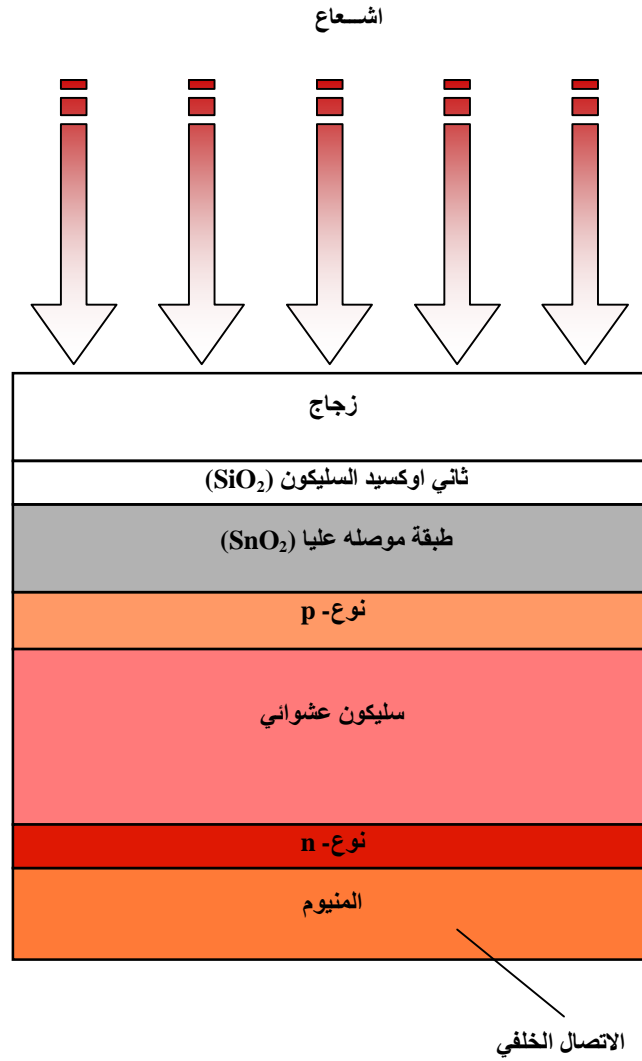 اشـــعاع
زجاج
ثاني اوكسيد السليكون (SiO₂)
طبقة موصله عليا (SnO₂)
نوع- p
سليكون عشوائي
نوع- n
المنيوم
الاتصال الخلفي